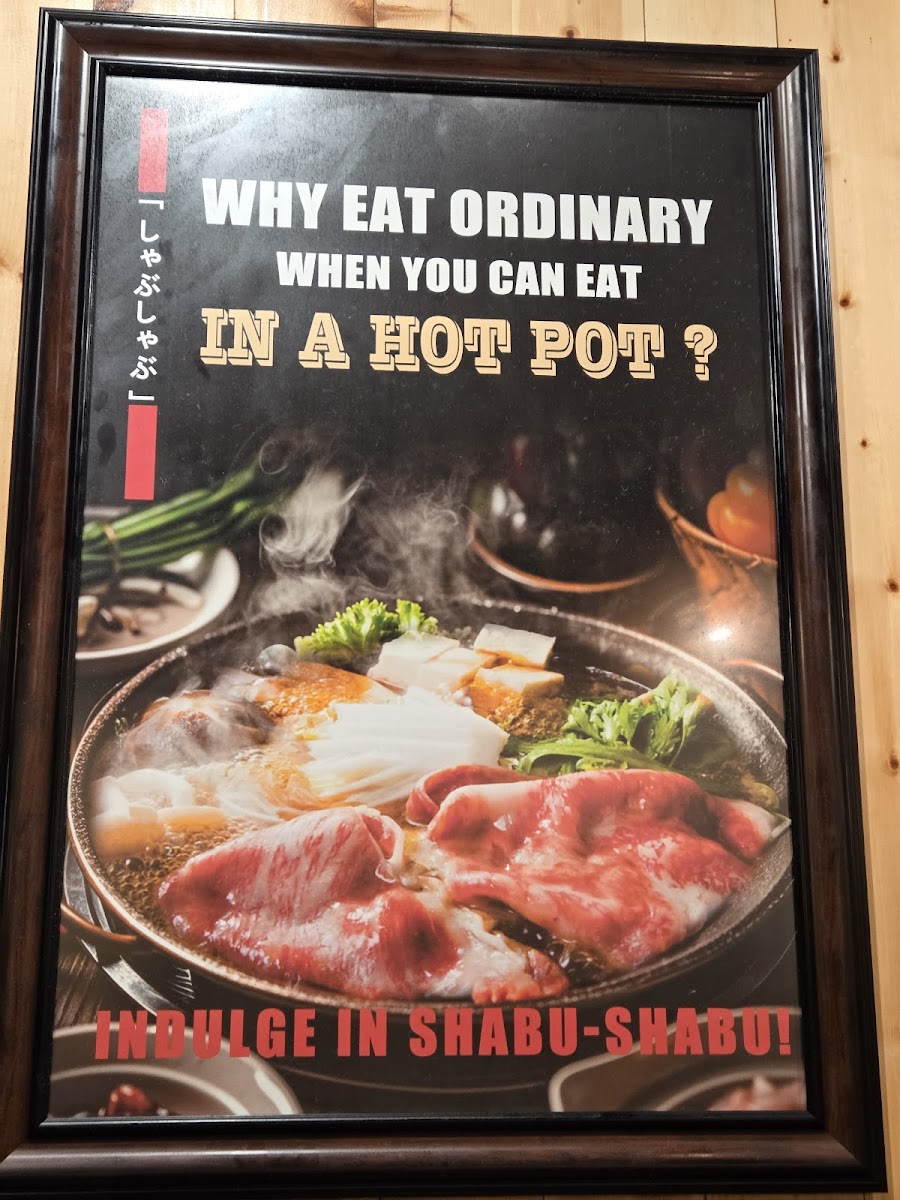 「しゃぶしゃぶ」
WHY EAT ORDINARY
WHEN YOU CAN EAT
IN A HOT POT ?
INDULGE IN SHABU-SHABU!